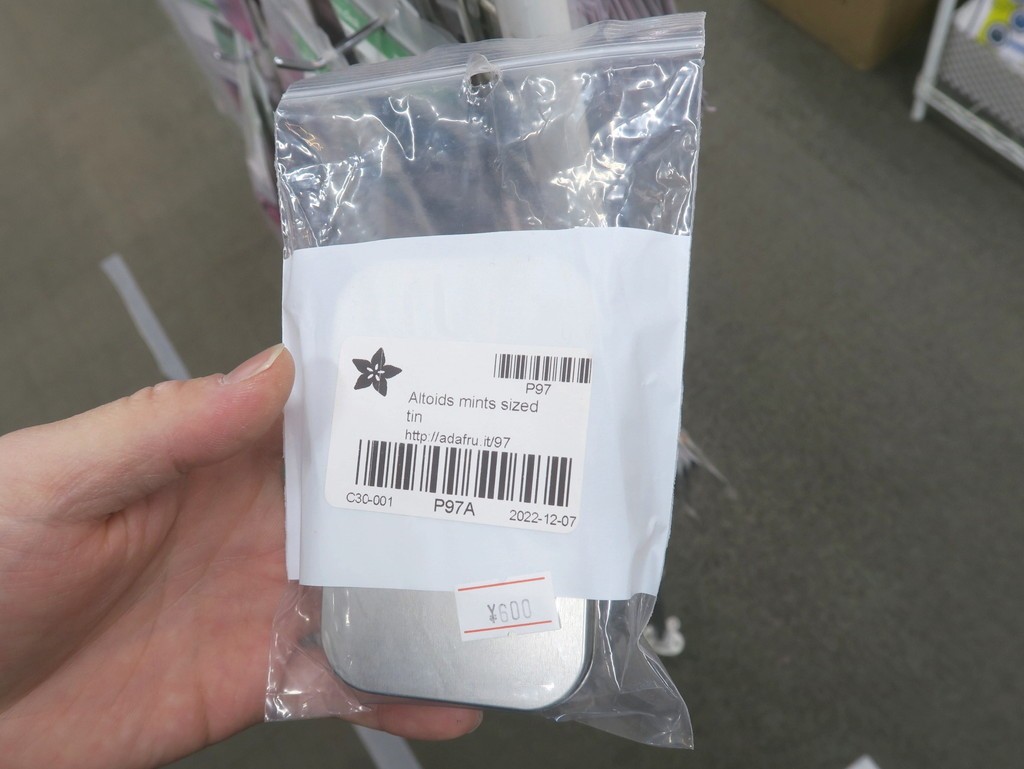 P97
Altoids mints sized
tin
http://adafru.it/97
C30-001
P97A
2022-12-07
¥600